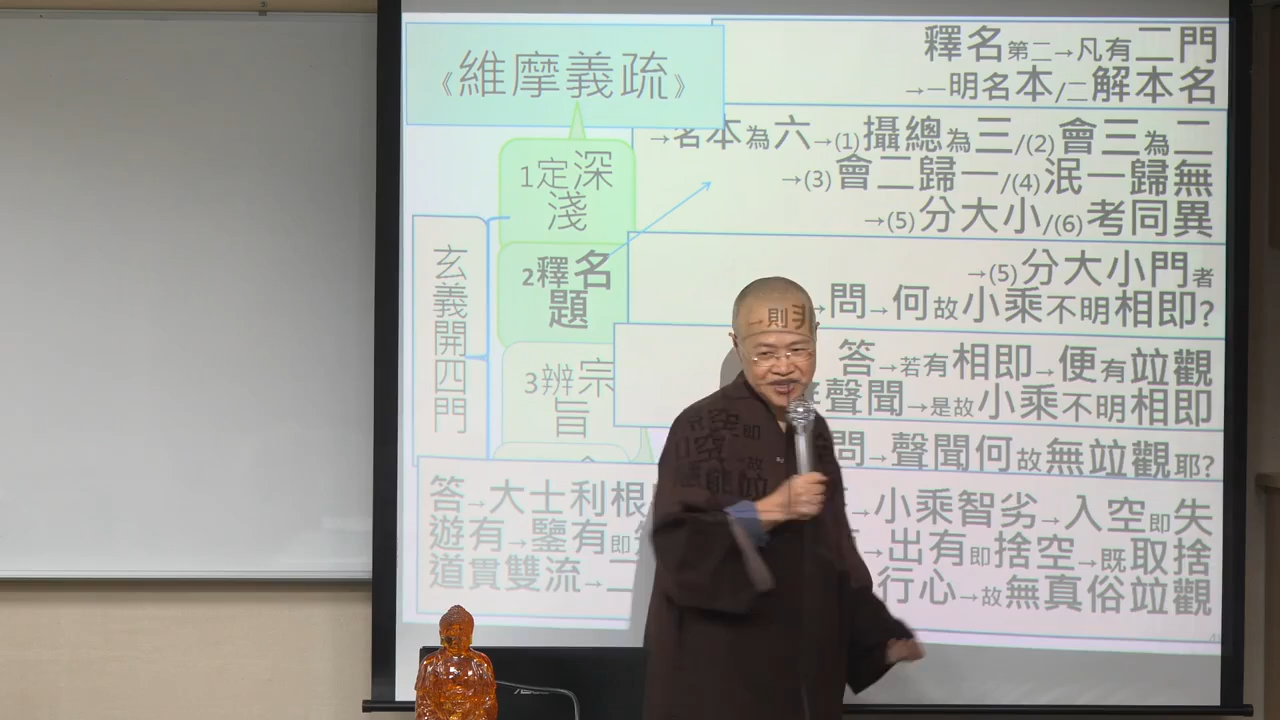 《維摩義疏》
釋名第二→凡有二門
→一明名本/二解本名
→名本為六→(1)攝總為三/(2)會三為二
→(3)會二歸一/(4)泯一歸無
→(5)分大小/(6)考同異
1定深
淺
2釋名
題
3辨宗
旨
玄義開四門
→(5)分大小門者
→問→何故小乘不明相即?
答→若有相即→便有竝觀
聲聞→是故小乘不明相即
問→聲聞何故無竝觀耶?
答→大士利根
→小乘智劣→入空即失
遊有→鑒有即
→出有即捨空→既取捨
道貫雙流→二
行心→故無真俗竝觀